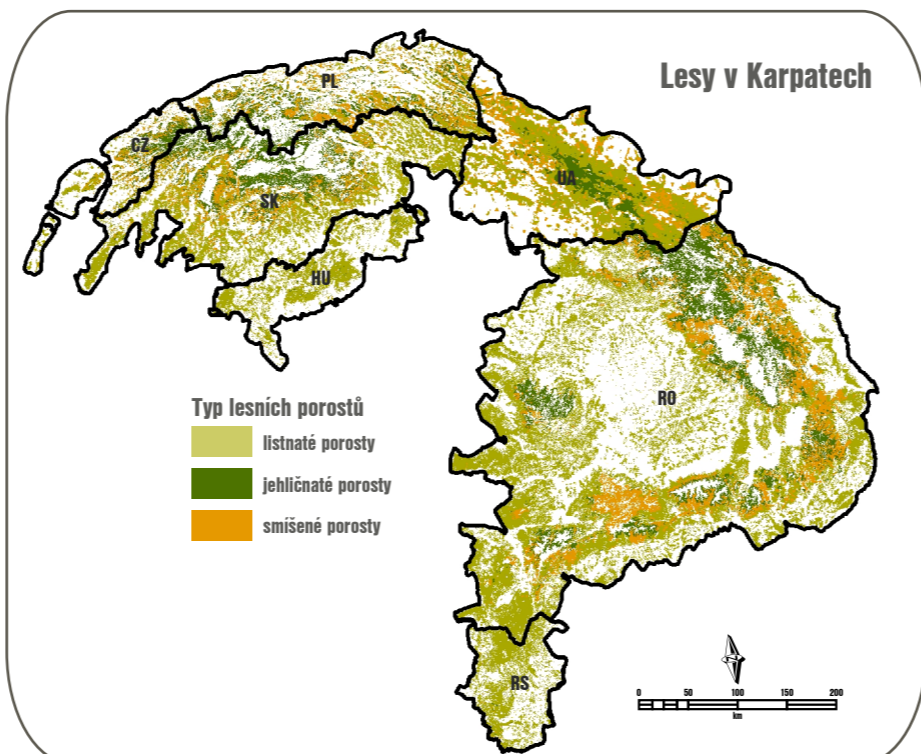 Lesy v Karpatech
PL
CZ
UA
SK
HU
RO
Typ lesních porostů
listnaté porosty
jehličnaté porosty
smíšené porosty
RS
0 50 100 150 200
km